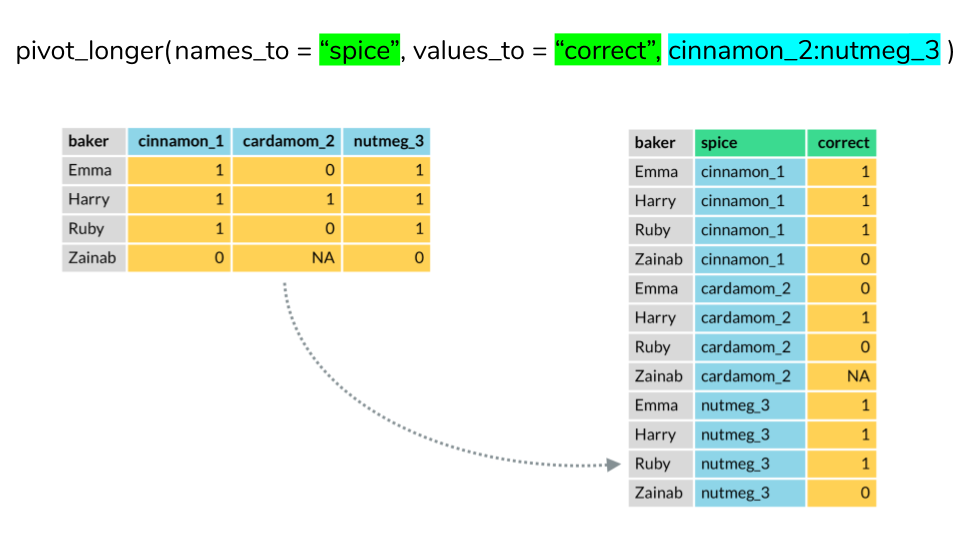 pivot_longer(names_to = “spice”, values_to = “correct”, cinnamon_2:nutmeg_3 )
baker cinnamon_1 cardamom_2 nutmeg_3
Emma 1 0 1
Harry 1 1 1
Ruby 1 0 1
Zainab 0 NA 0
baker spice correct
Emma cinnamon_1 1
Harry cinnamon_1 1
Ruby cinnamon_1 1
Zainab cinnamon_1 0
Emma cardamom_2 0
Harry cardamom_2 1
Ruby cardamom_2 0
Zainab cardamom_2 NA
Emma nutmeg_3 1
Harry nutmeg_3 1
Ruby nutmeg_3 1
Zainab nutmeg_3 0